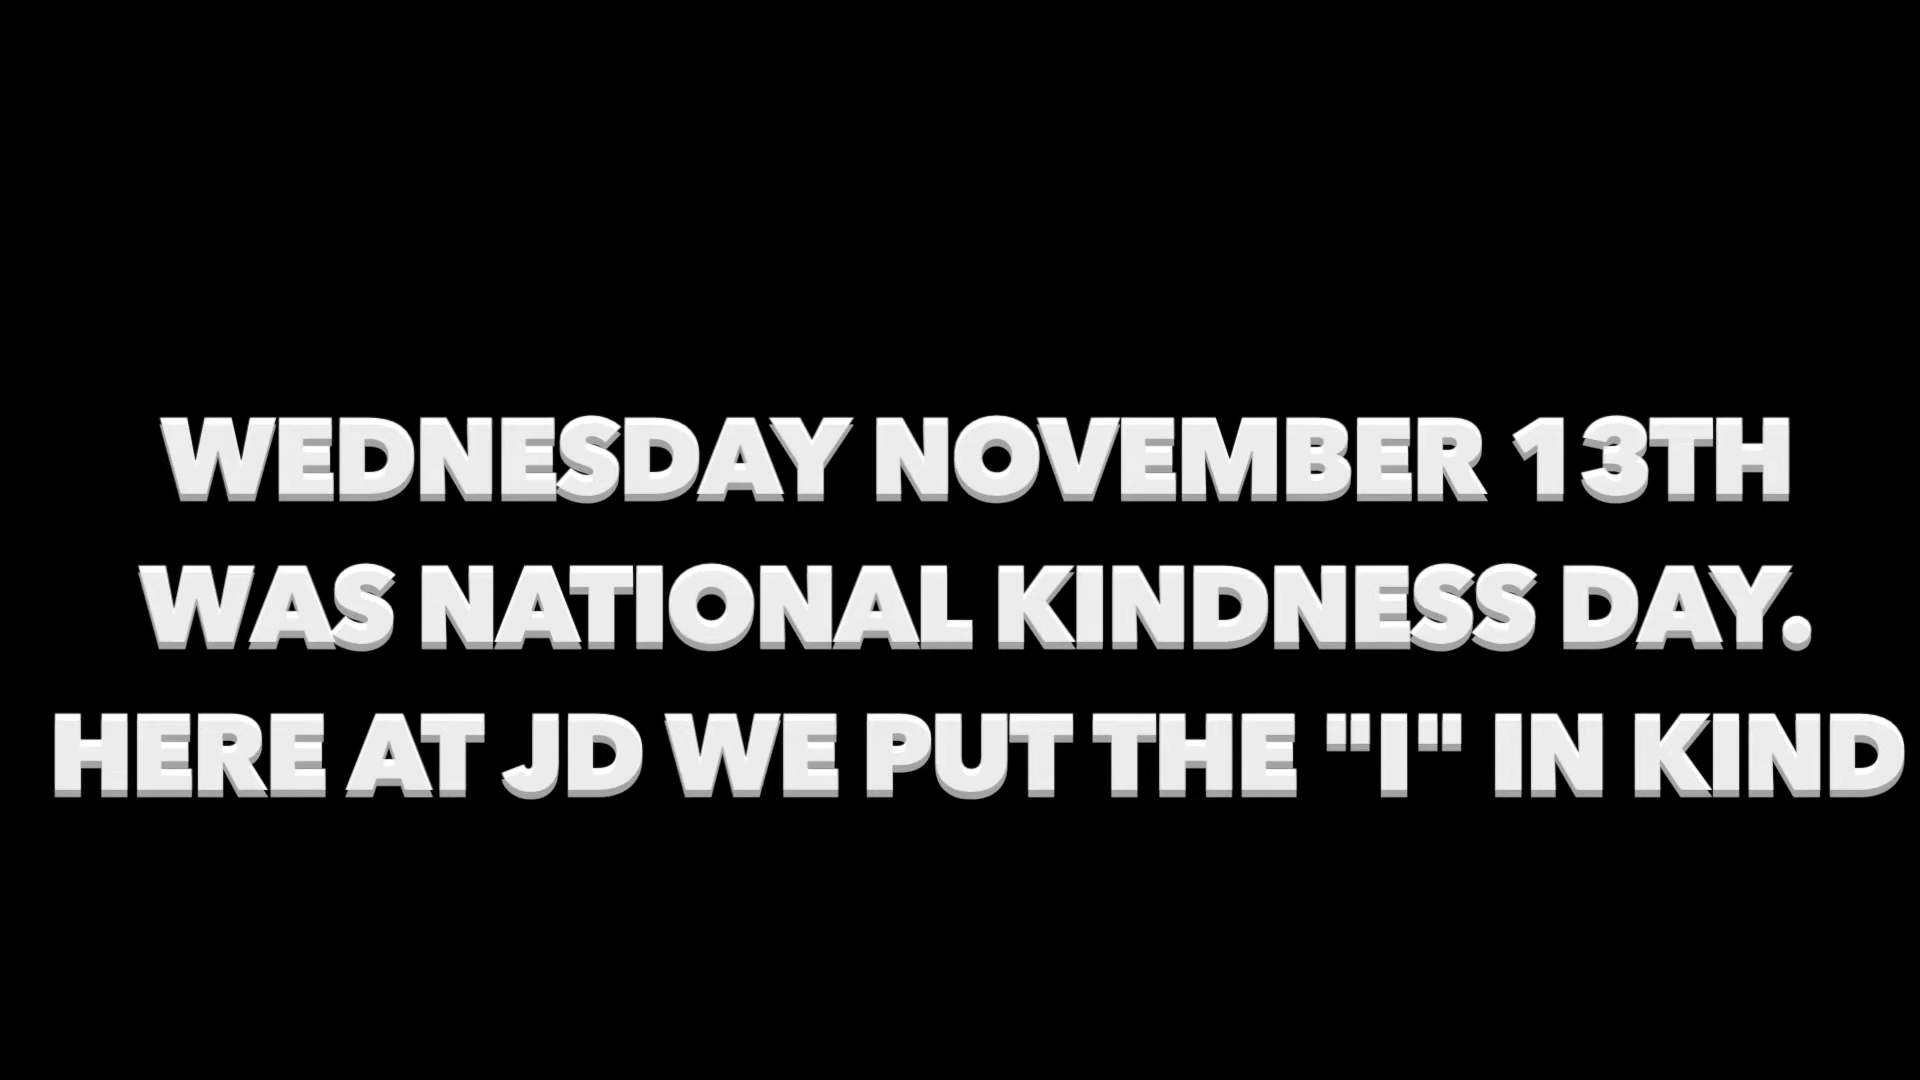 WEDNESDAY NOVEMBER 13TH
WAS NATIONAL KINDNESS DAY.
HERE AT JD WE PUT THE "I" IN KIND